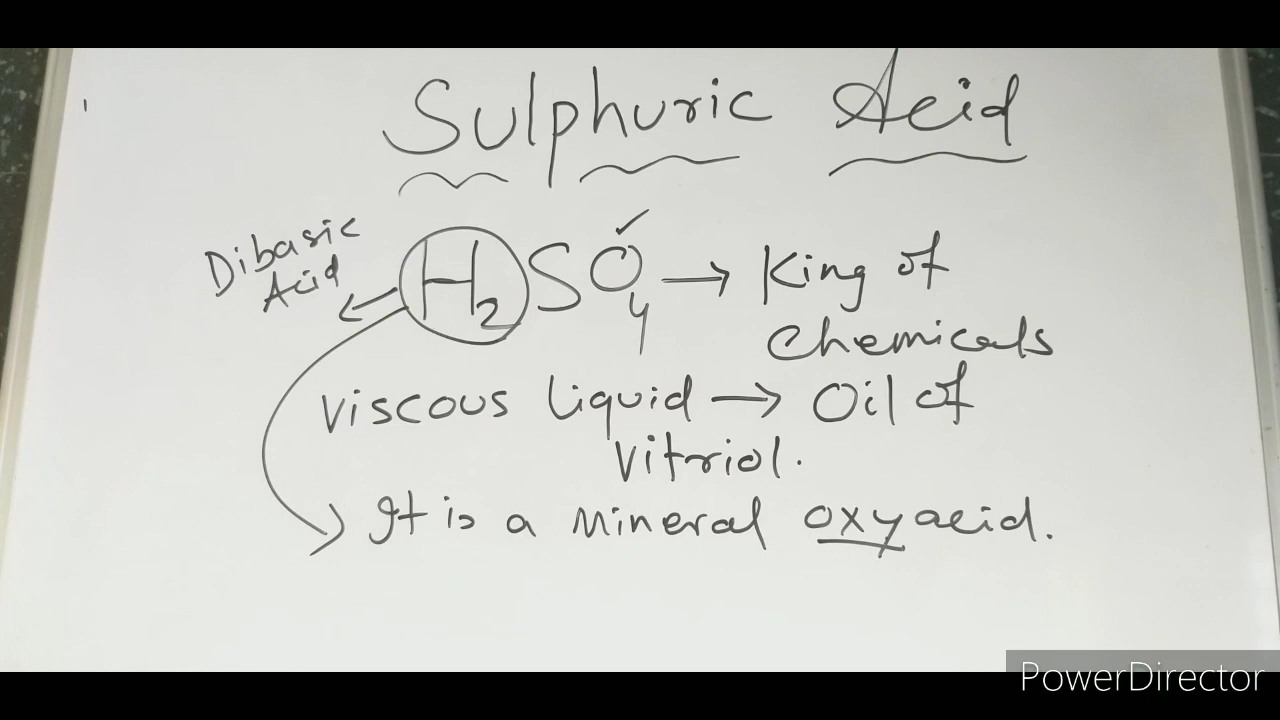 Sulphuric Acid
Dibasic
Acid
H2SO4 → King of
Chemicals
Viscous liquid → Oil of
Vitriol.
It is a Mineral oxyacid.
PowerDirector